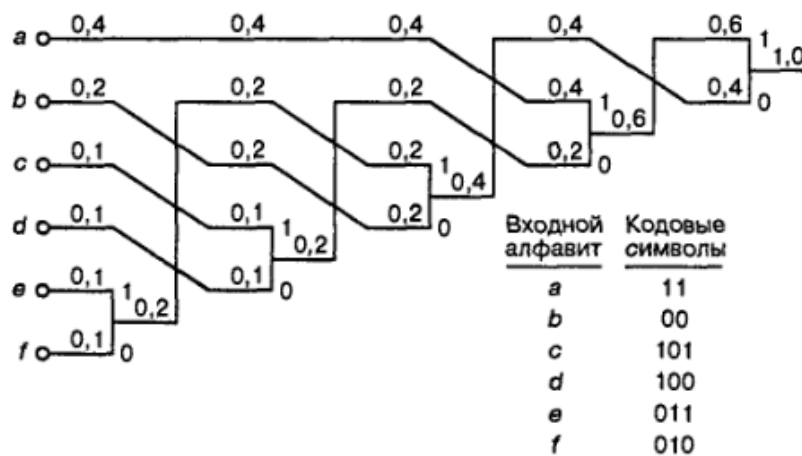 0,4 0,4 0,4 0,4 0,6
a 1 1,0
b 0,2 0,2 0,2 0,4 1 0,6 0,4 0
c 0,1 0,2 0,2 1 0,4 0,2 0
d 0,1 0,1 1 0,2 0,2 0
e 0,1 1 0,2 0,1 0
f 0,1 0
Входной Кодовые
алфавит символы
a 11
b 00
c 101
d 100
e 011
f 010